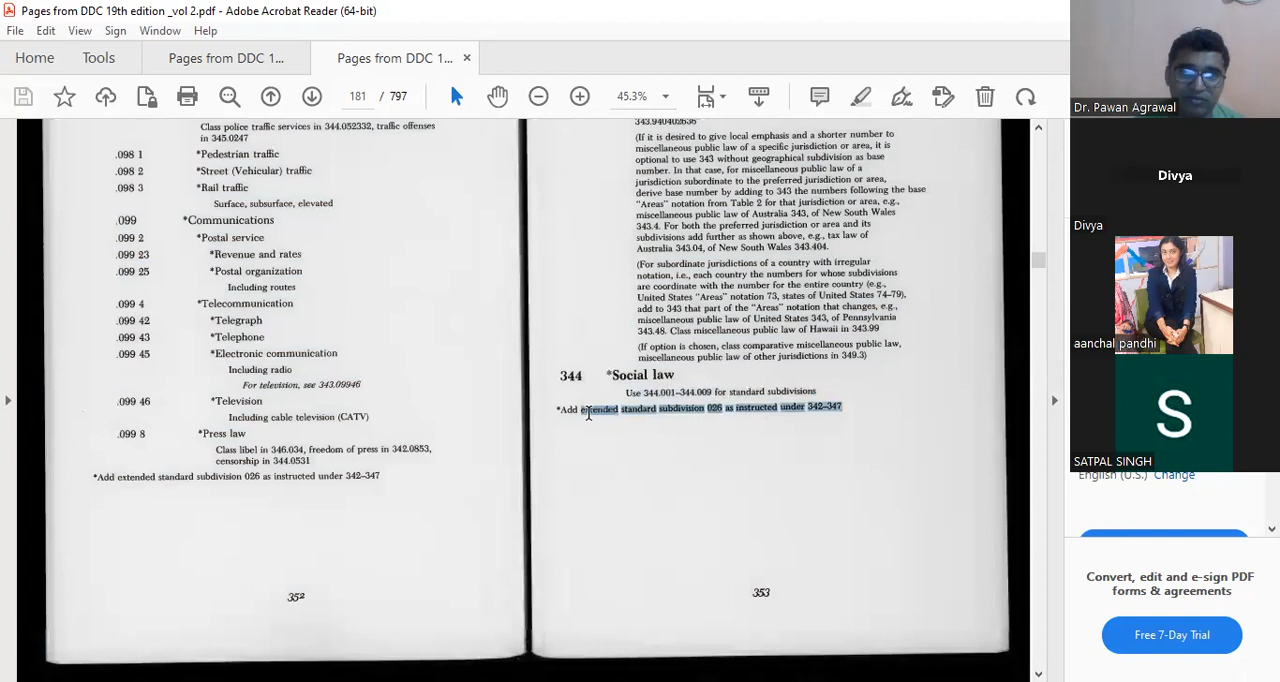 Pages from DDC 19th edition _vol 2.pdf - Adobe Acrobat Reader (64-bit)
File Edit View Sign Window Help
Home Tools Pages from DDC 1... Pages from DDC 1... ×
181 / 797 45.3%
Class police traffic services in 344.052332, traffic offenses
in 345.0247
.098 1 *Pedestrian traffic
.098 2 *Street (Vehicular) traffic
.098 3 *Rail traffic
Surface, subsurface, elevated
.099 *Communications
.099 2 *Postal service
.099 23 *Revenue and rates
.099 25 *Postal organization
Including routes
.099 4 *Telecommunication
.099 42 *Telegraph
.099 43 *Telephone
.099 45 *Electronic communication
Including radio
For television, see 343.09946
.099 46 *Television
Including cable television (CATV)
.099 8 *Press law
Class libel in 346.034, freedom of press in 342.0853,
censorship in 344.0531
*Add extended standard subdivision 026 as instructed under 342–347
352
343.940402636
(If it is desired to give local emphasis and a shorter number to
miscellaneous public law of a specific jurisdiction or area, it is
optional to use 343 without geographical subdivision as base
number. In that case, for miscellaneous public law of a
jurisdiction subordinate to the preferred jurisdiction or area,
derive base number by adding to 343 the numbers following the base
"Areas" notation from Table 2 for that jurisdiction or area, e.g.,
miscellaneous public law of Australia 343, of New South Wales
343.4. For both the preferred jurisdiction or area and its
subdivisions add further as shown above, e.g., tax law of
Australia 343.04, of New South Wales 343.404.
(For subordinate jurisdictions of a country with irregular
notation, i.e., each country the numbers for whose subdivisions
are coordinate with the number for the entire country (e.g.,
United States "Areas" notation 73, states of United States 74–79),
add to 343 that part of the "Areas" notation that changes, e.g.,
miscellaneous public law of United States 343, of Pennsylvania
343.48. Class miscellaneous public law of Hawaii in 343.99
(If option is chosen, class comparative miscellaneous public law,
miscellaneous public law of other jurisdictions in 349.3)
344 *Social law
Use 344.001–344.009 for standard subdivisions
*Add extended standard subdivision 026 as instructed under 342–347
353
Dr. Pawan Agrawal
Divya
Divya
aanchal pandhi
S
SATPAL SINGH
English (U.S.) Change
Convert, edit and e-sign PDF
forms & agreements
Free 7-Day Trial